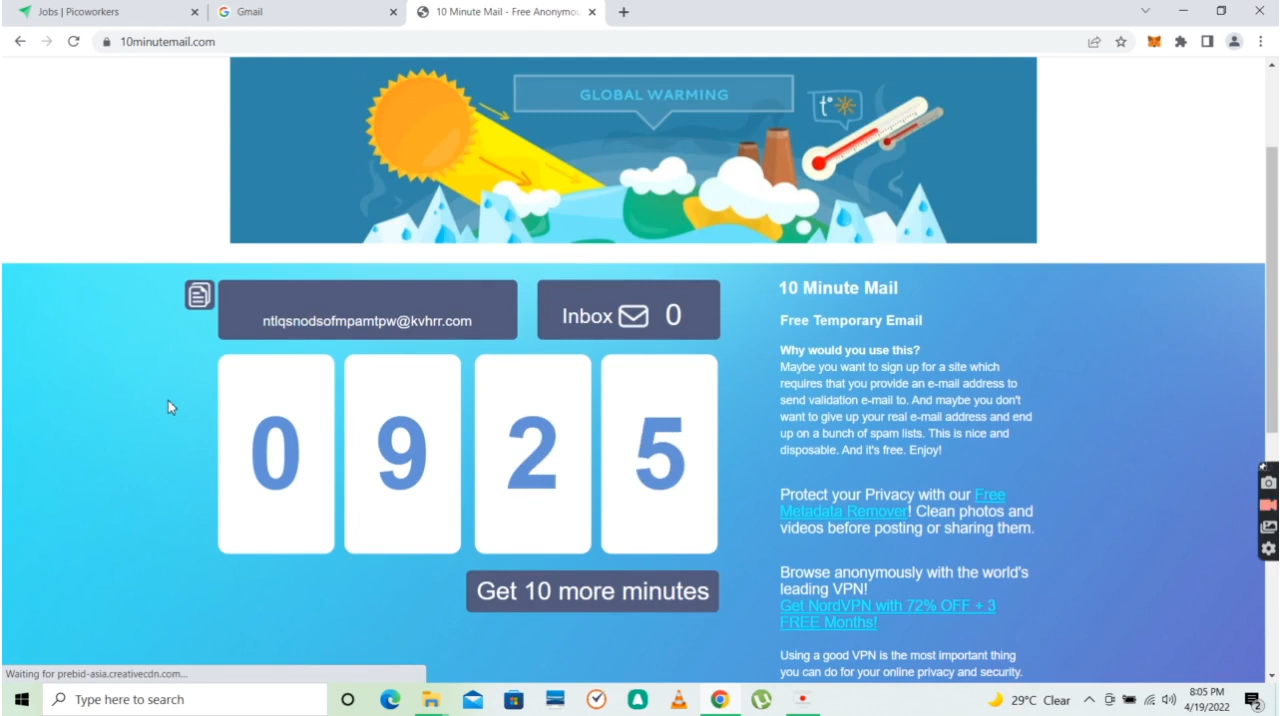 Jobs | Picoworkers
Gmail
10 Minute Mail - Free Anonymou
10minutemail.com
GLOBAL WARMING
t°
ntlqsnodsofmpamtpw@kvhrr.com
Inbox 0
0 9 2 5
Get 10 more minutes
10 Minute Mail
Free Temporary Email
Why would you use this?
Maybe you want to sign up for a site which
requires that you provide an e-mail address to
send validation e-mail to. And maybe you don't
want to give up your real e-mail address and end
up on a bunch of spam lists. This is nice and
disposable. And it's free. Enjoy!
Protect your Privacy with our Free
Metadata Remover! Clean photos and
videos before posting or sharing them.
Browse anonymously with the world's
leading VPN!
Get NordVPN with 72% OFF + 3
FREE Months!
Using a good VPN is the most important thing
you can do for your online privacy and security.
Waiting for prebid-asia.creativecdn.com...
Type here to search
29°C Clear
8:05 PM
4/19/2022
2